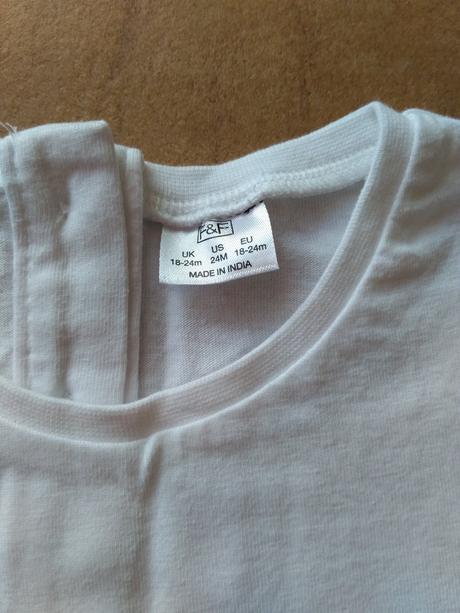 F&F
UK US EU
18-24m 24M 18-24m
MADE IN INDIA